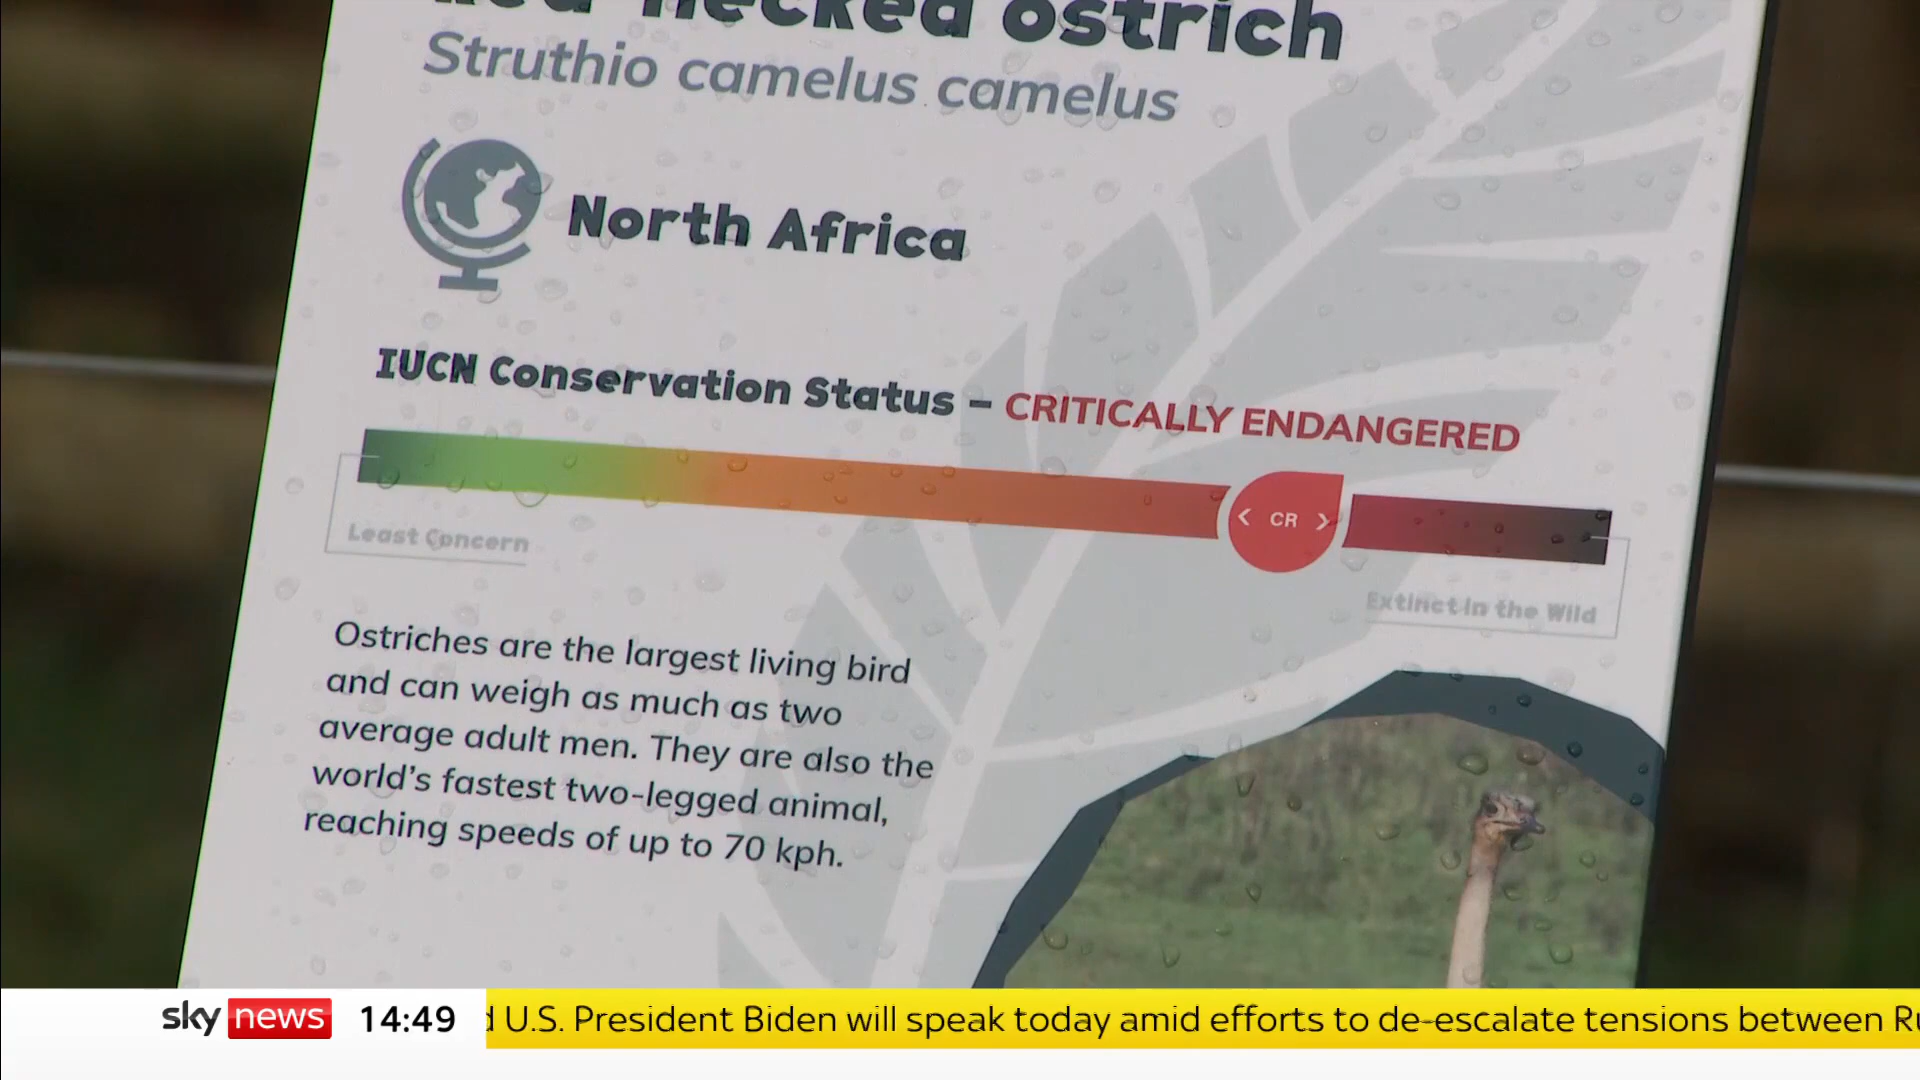 Red-necked ostrich
Struthio camelus camelus
North Africa
IUCN Conservation Status – CRITICALLY ENDANGERED
< CR >
Least Concern
Extinct in the Wild
Ostriches are the largest living bird
and can weigh as much as two
average adult men. They are also the
world's fastest two-legged animal,
reaching speeds of up to 70 kph.
sky news 14:49 U.S. President Biden will speak today amid efforts to de-escalate tensions between